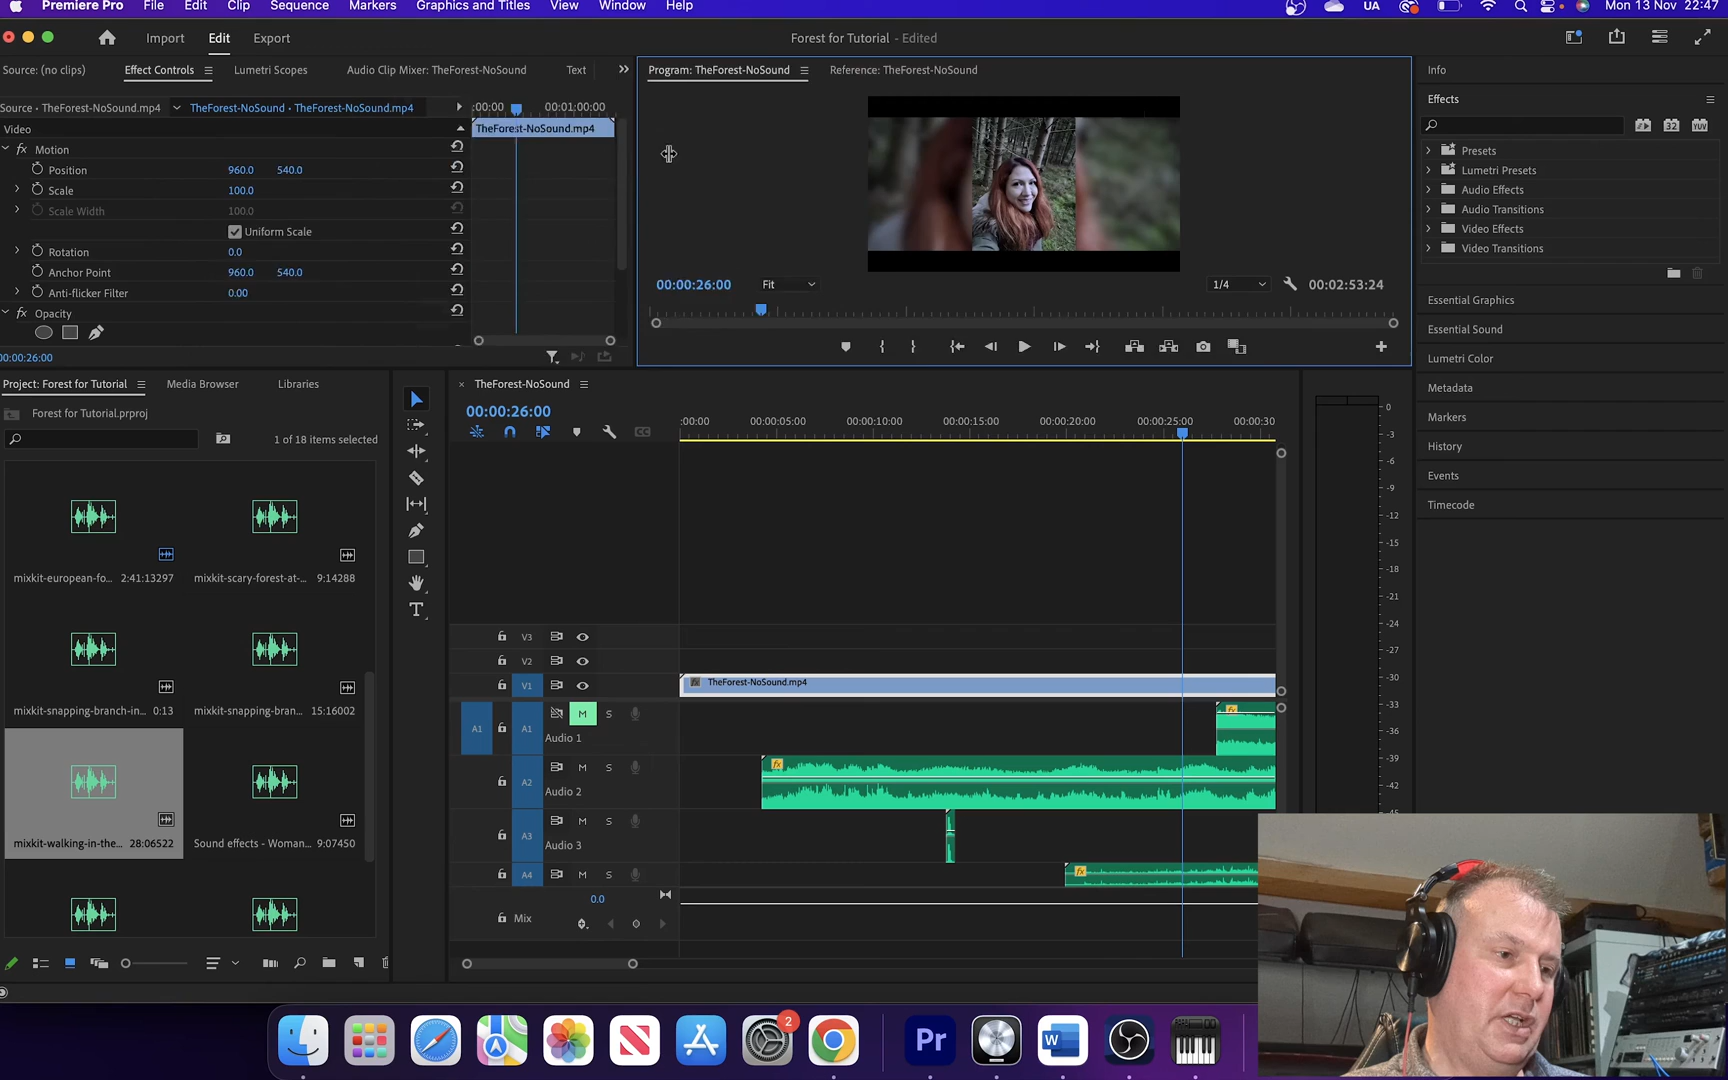 Premiere Pro File Edit Clip Sequence Markers Graphics and Titles View Window Help UA Mon 13 Nov 22:47
Import Edit Export Forest for Tutorial - Edited
Source: (no clips) Effect Controls Lumetri Scopes Audio Clip Mixer: TheForest-NoSound Text
Program: TheForest-NoSound Reference: TheForest-NoSound
Info
Source • TheForest-NoSound.mp4 TheForest-NoSound • TheForest-NoSound.mp4 :00:00 00:01:00:00
Video TheForest-NoSound.mp4
fx Motion
Position 960.0 540.0
Scale 100.0
Scale Width 100.0
Uniform Scale
Rotation 0.0
Anchor Point 960.0 540.0
Anti-flicker Filter 0.00
fx Opacity
00:00:26:00
00:00:26:00 Fit 1/4 00:02:53:24
Effects
32 YUV
Presets
Lumetri Presets
Audio Effects
Audio Transitions
Video Effects
Video Transitions
Essential Graphics
Essential Sound
Lumetri Color
Metadata
Markers
History
Events
Timecode
Project: Forest for Tutorial Media Browser Libraries
Forest for Tutorial.prproj
1 of 18 items selected
mixkit-european-fo... 2:41:13297 mixkit-scary-forest-at-... 9:14288
mixkit-snapping-branch-in... 0:13 mixkit-snapping-bran... 15:16002
mixkit-walking-in-the... 28:06522 Sound effects - Woman... 9:07450
T
× TheForest-NoSound
00:00:26:00 :00:00 00:00:05:00 00:00:10:00 00:00:15:00 00:00:20:00 00:00:25:00 00:00:30
CC
V3
V2
V1 fx TheForest-NoSound.mp4
A1 A1 M S fx
Audio 1
A2 M S fx
Audio 2
A3 M S
Audio 3
A4 M S fx
0.0
Mix
0
-3
-6
-9
-12
-15
-18
-21
-24
-27
-30
-33
-36
-39
-42
2
Pr W